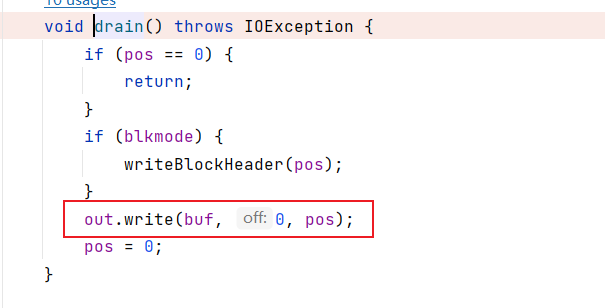 10 usages
void drain() throws IOException {
if (pos == 0) {
return;
}
if (blkmode) {
writeBlockHeader(pos);
}
out.write(buf, off: 0, pos);
pos = 0;
}